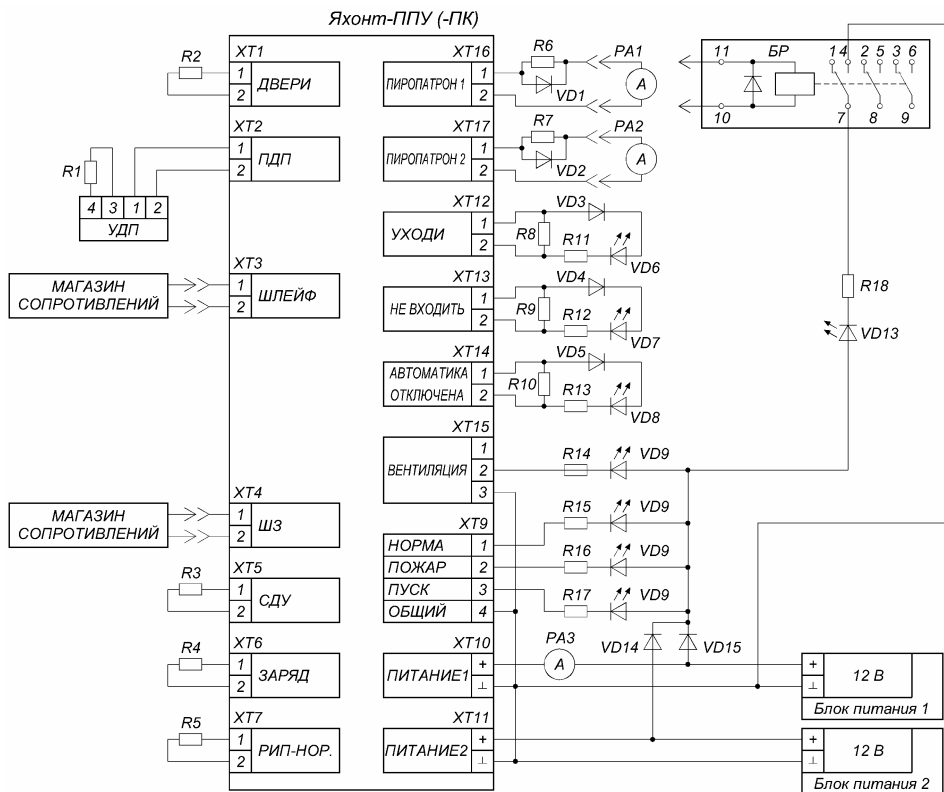 Яхонт-ППУ (-ПК)
XT1
1
2
ДВЕРИ
R2
XT2
1
2
ПДП
R1
4 3 1 2
УДП
XT3
1
2
ШЛЕЙФ
МАГАЗИН
СОПРОТИВЛЕНИЙ
XT4
1
2
ШЗ
МАГАЗИН
СОПРОТИВЛЕНИЙ
XT5
1
2
СДУ
R3
XT6
1
2
ЗАРЯД
R4
XT7
1
2
РИП-НОР.
R5
XT16
ПИРОПАТРОН 1
1
2
R6
VD1
PA1
A
XT17
ПИРОПАТРОН 2
1
2
R7
VD2
PA2
A
XT12
УХОДИ
1
2
R8
VD3
R11
VD6
XT13
НЕ ВХОДИТЬ
1
2
R9
VD4
R12
VD7
XT14
АВТОМАТИКА
ОТКЛЮЧЕНА
1
2
R10
VD5
R13
VD8
XT15
ВЕНТИЛЯЦИЯ
1
2
3
R14
VD9
XT9
НОРМА 1
ПОЖАР 2
ПУСК 3
ОБЩИЙ 4
R15
VD9
R16
VD9
R17
VD9
XT10
ПИТАНИЕ1
+
⊥
PA3
A
VD14
VD15
XT11
ПИТАНИЕ2
+
⊥
11
БР
1 4 2 5 3 6
10
7 8 9
R18
VD13
+
⊥
12 В
Блок питания 1
+
⊥
12 В
Блок питания 2